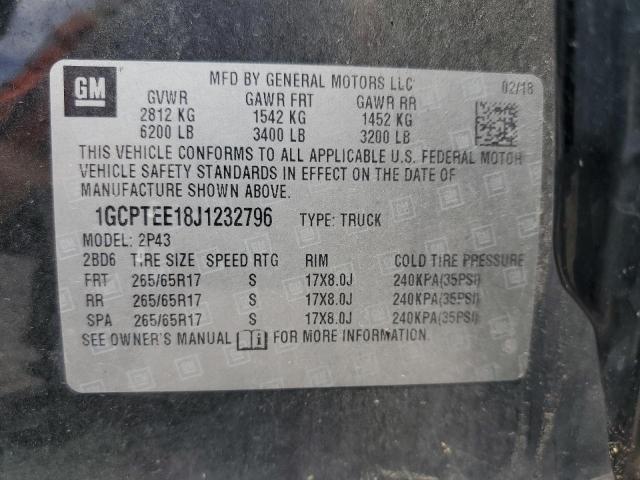 GM
MFD BY GENERAL MOTORS LLC 02/18
GVWR GAWR FRT GAWR RR
2812 KG 1542 KG 1452 KG
6200 LB 3400 LB 3200 LB
THIS VEHICLE CONFORMS TO ALL APPLICABLE U.S. FEDERAL MOTOR
VEHICLE SAFETY STANDARDS IN EFFECT ON THE DATE OF
MANUFACTURE SHOWN ABOVE.
1GCPTEE18J1232796 TYPE: TRUCK
MODEL: 2P43
2BD6 TIRE SIZE SPEED RTG RIM COLD TIRE PRESSURE
FRT 265/65R17 S 17X8.0J 240KPA(35PSI)
RR 265/65R17 S 17X8.0J 240KPA(35PSI)
SPA 265/65R17 S 17X8.0J 240KPA(35PSI)
SEE OWNER'S MANUAL FOR MORE INFORMATION.